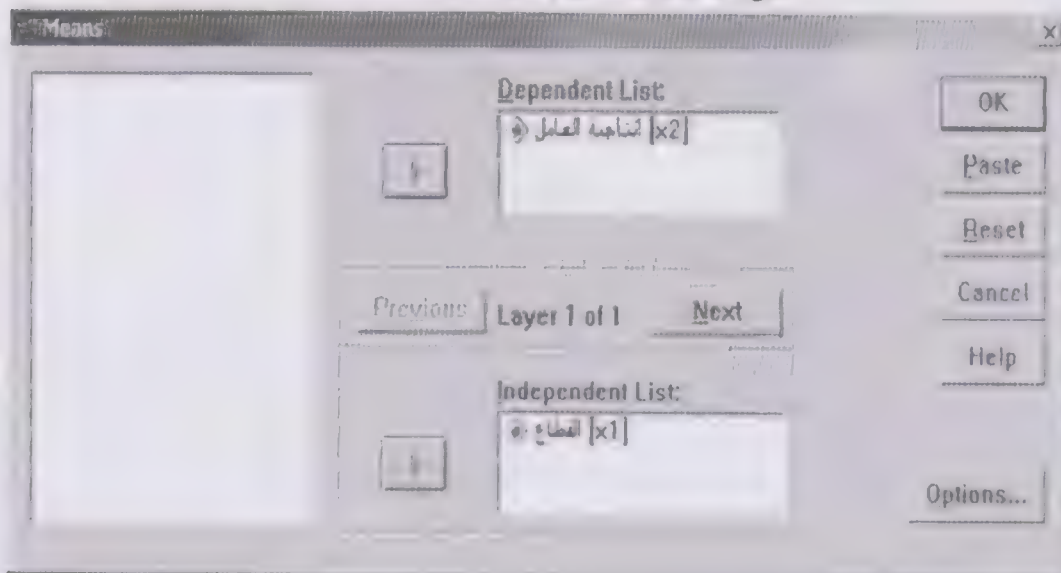 Means
x
Dependent List:
انتاجية العامل [x2]
OK
Paste
Reset
Cancel
Help
Previous
Layer 1 of 1
Next
Independent List:
القطاع [x1]
Options...